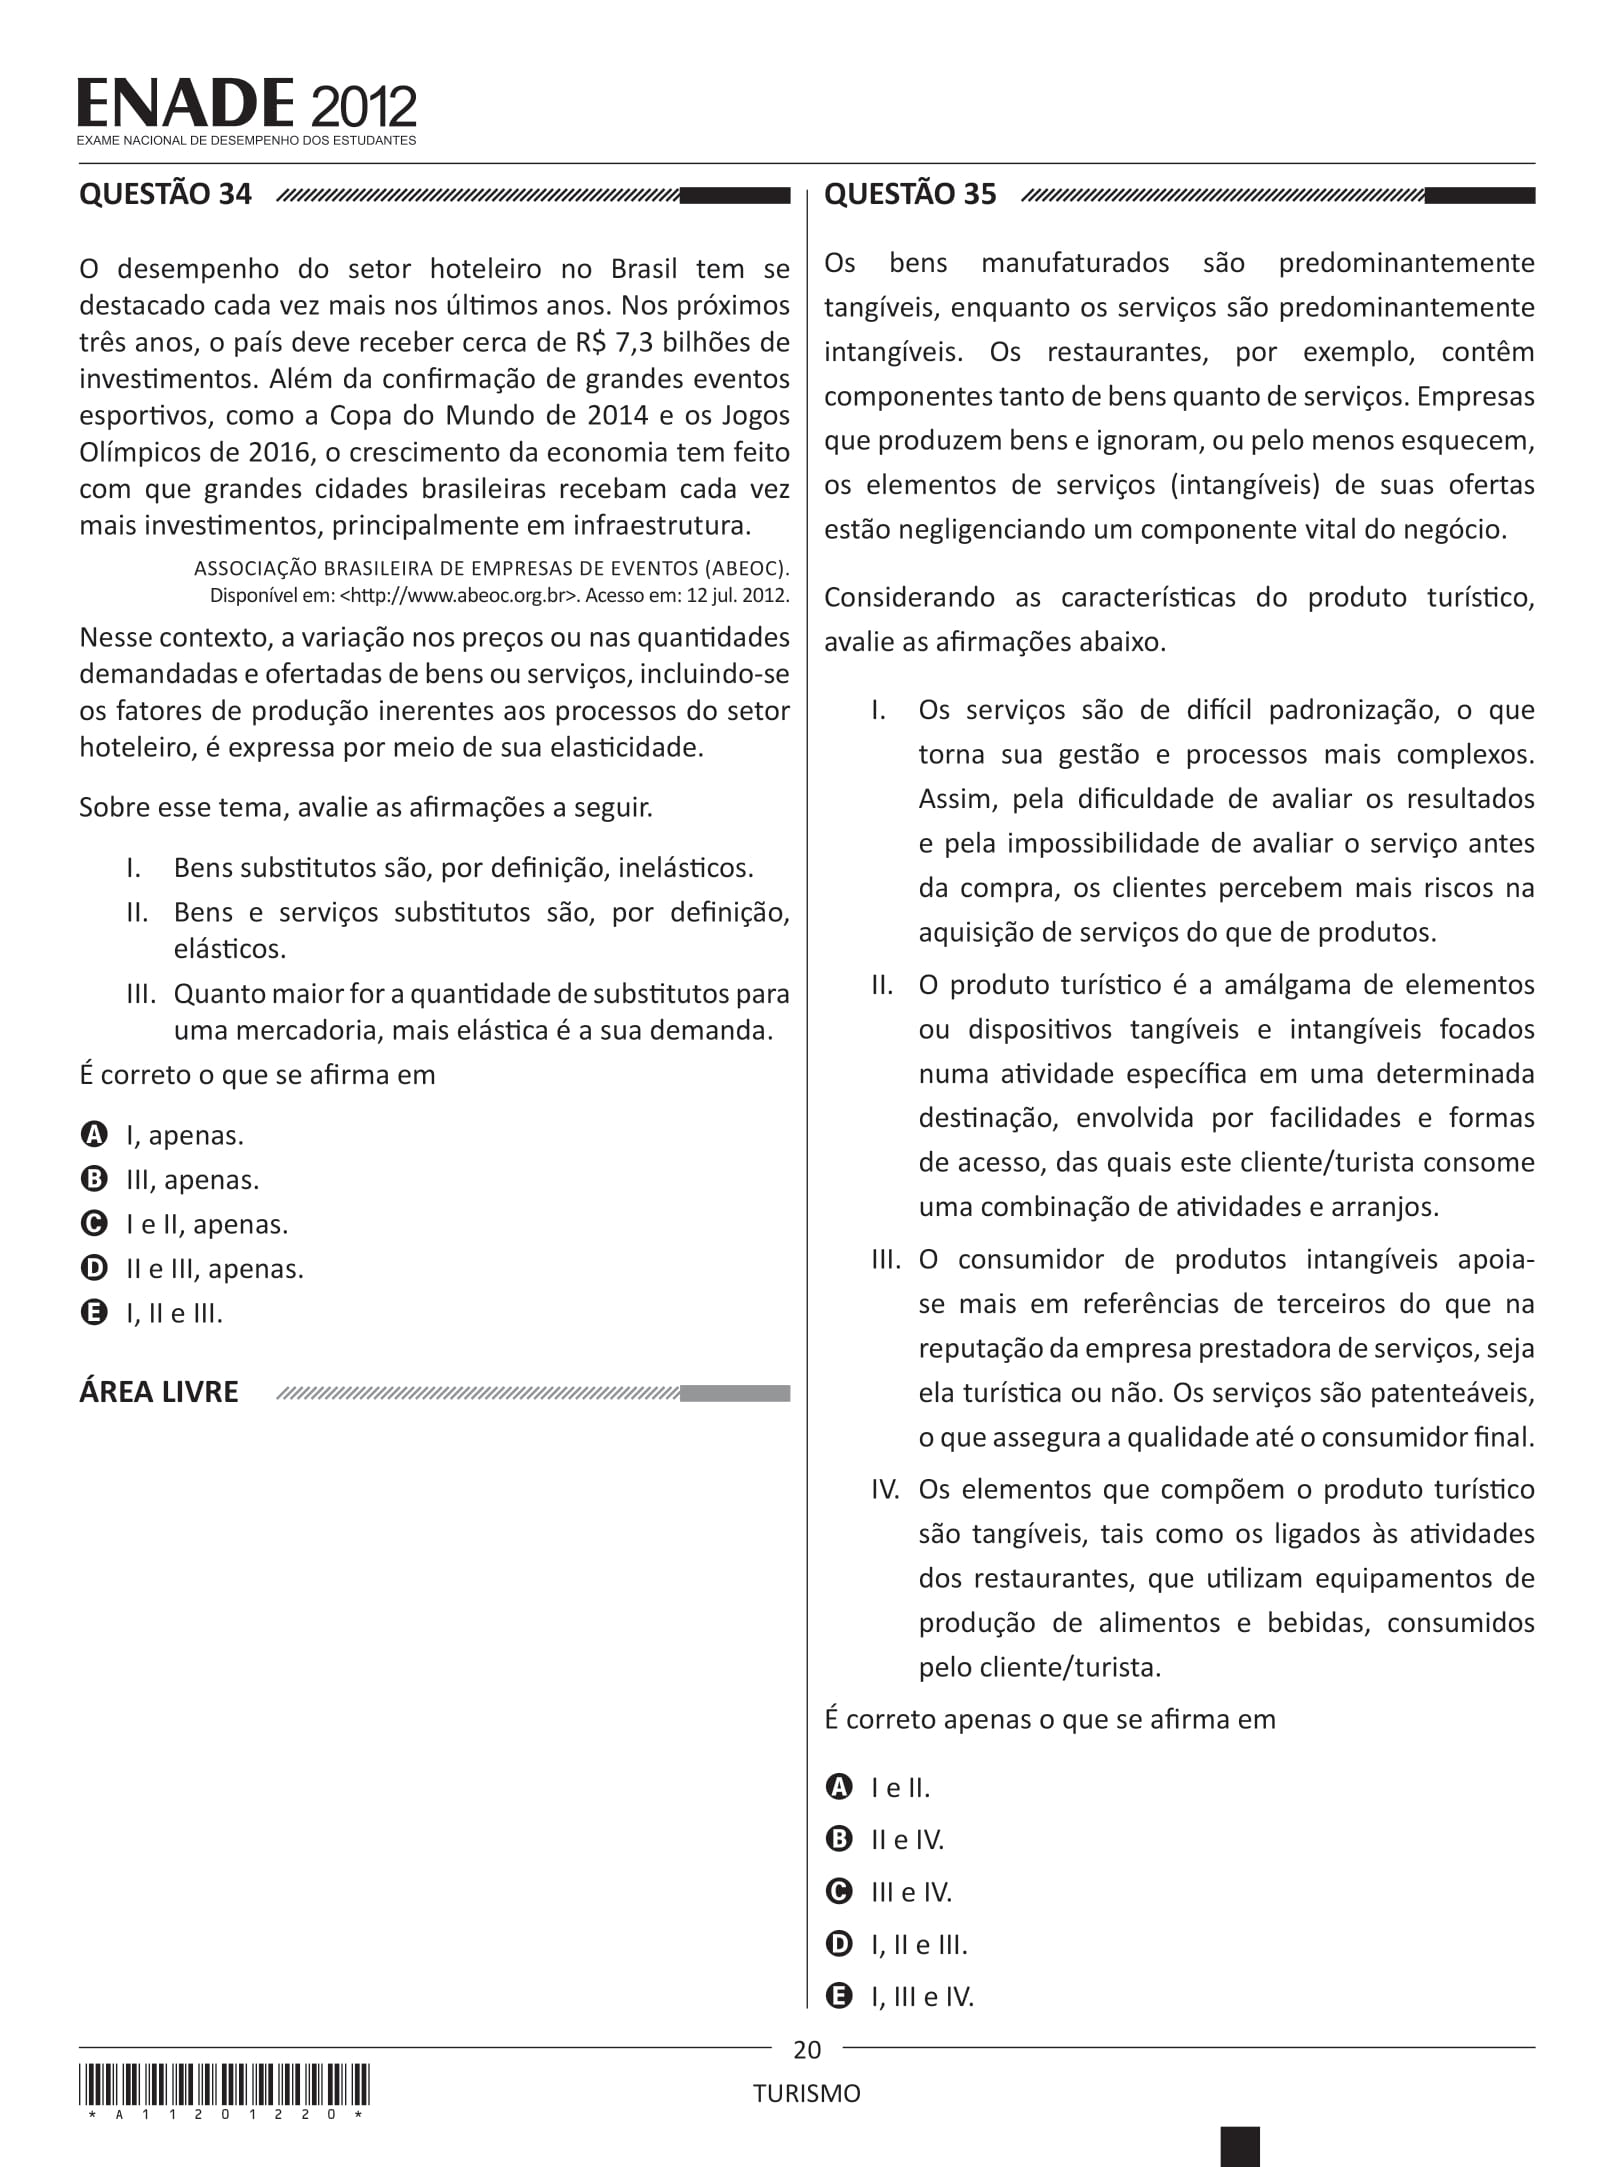 ENADE 2012
EXAME NACIONAL DE DESEMPENHO DOS ESTUDANTES
QUESTÃO 34
O desempenho do setor hoteleiro no Brasil tem se
destacado cada vez mais nos últimos anos. Nos próximos
três anos, o país deve receber cerca de R$ 7,3 bilhões de
investimentos. Além da confirmação de grandes eventos
esportivos, como a Copa do Mundo de 2014 e os Jogos
Olímpicos de 2016, o crescimento da economia tem feito
com que grandes cidades brasileiras recebam cada vez
mais investimentos, principalmente em infraestrutura.
ASSOCIAÇÃO BRASILEIRA DE EMPRESAS DE EVENTOS (ABEOC).
Disponível em: <http://www.abeoc.org.br>. Acesso em: 12 jul. 2012.
Nesse contexto, a variação nos preços ou nas quantidades
demandadas e ofertadas de bens ou serviços, incluindo-se
os fatores de produção inerentes aos processos do setor
hoteleiro, é expressa por meio de sua elasticidade.
Sobre esse tema, avalie as afirmações a seguir.
I. Bens substitutos são, por definição, inelásticos.
II. Bens e serviços substitutos são, por definição,
elásticos.
III. Quanto maior for a quantidade de substitutos para
uma mercadoria, mais elástica é a sua demanda.
É correto o que se afirma em
A I, apenas.
B III, apenas.
C I e II, apenas.
D II e III, apenas.
E I, II e III.
ÁREA LIVRE
QUESTÃO 35
Os bens manufaturados são predominantemente
tangíveis, enquanto os serviços são predominantemente
intangíveis. Os restaurantes, por exemplo, contêm
componentes tanto de bens quanto de serviços. Empresas
que produzem bens e ignoram, ou pelo menos esquecem,
os elementos de serviços (intangíveis) de suas ofertas
estão negligenciando um componente vital do negócio.
Considerando as características do produto turístico,
avalie as afirmações abaixo.
I. Os serviços são de difícil padronização, o que
torna sua gestão e processos mais complexos.
Assim, pela dificuldade de avaliar os resultados
e pela impossibilidade de avaliar o serviço antes
da compra, os clientes percebem mais riscos na
aquisição de serviços do que de produtos.
II. O produto turístico é a amálgama de elementos
ou dispositivos tangíveis e intangíveis focados
numa atividade específica em uma determinada
destinação, envolvida por facilidades e formas
de acesso, das quais este cliente/turista consome
uma combinação de atividades e arranjos.
III. O consumidor de produtos intangíveis apoia-
se mais em referências de terceiros do que na
reputação da empresa prestadora de serviços, seja
ela turística ou não. Os serviços são patenteáveis,
o que assegura a qualidade até o consumidor final.
IV. Os elementos que compõem o produto turístico
são tangíveis, tais como os ligados às atividades
dos restaurantes, que utilizam equipamentos de
produção de alimentos e bebidas, consumidos
pelo cliente/turista.
É correto apenas o que se afirma em
A I e II.
B II e IV.
C III e IV.
D I, II e III.
E I, III e IV.
20
TURISMO
*A11201220*